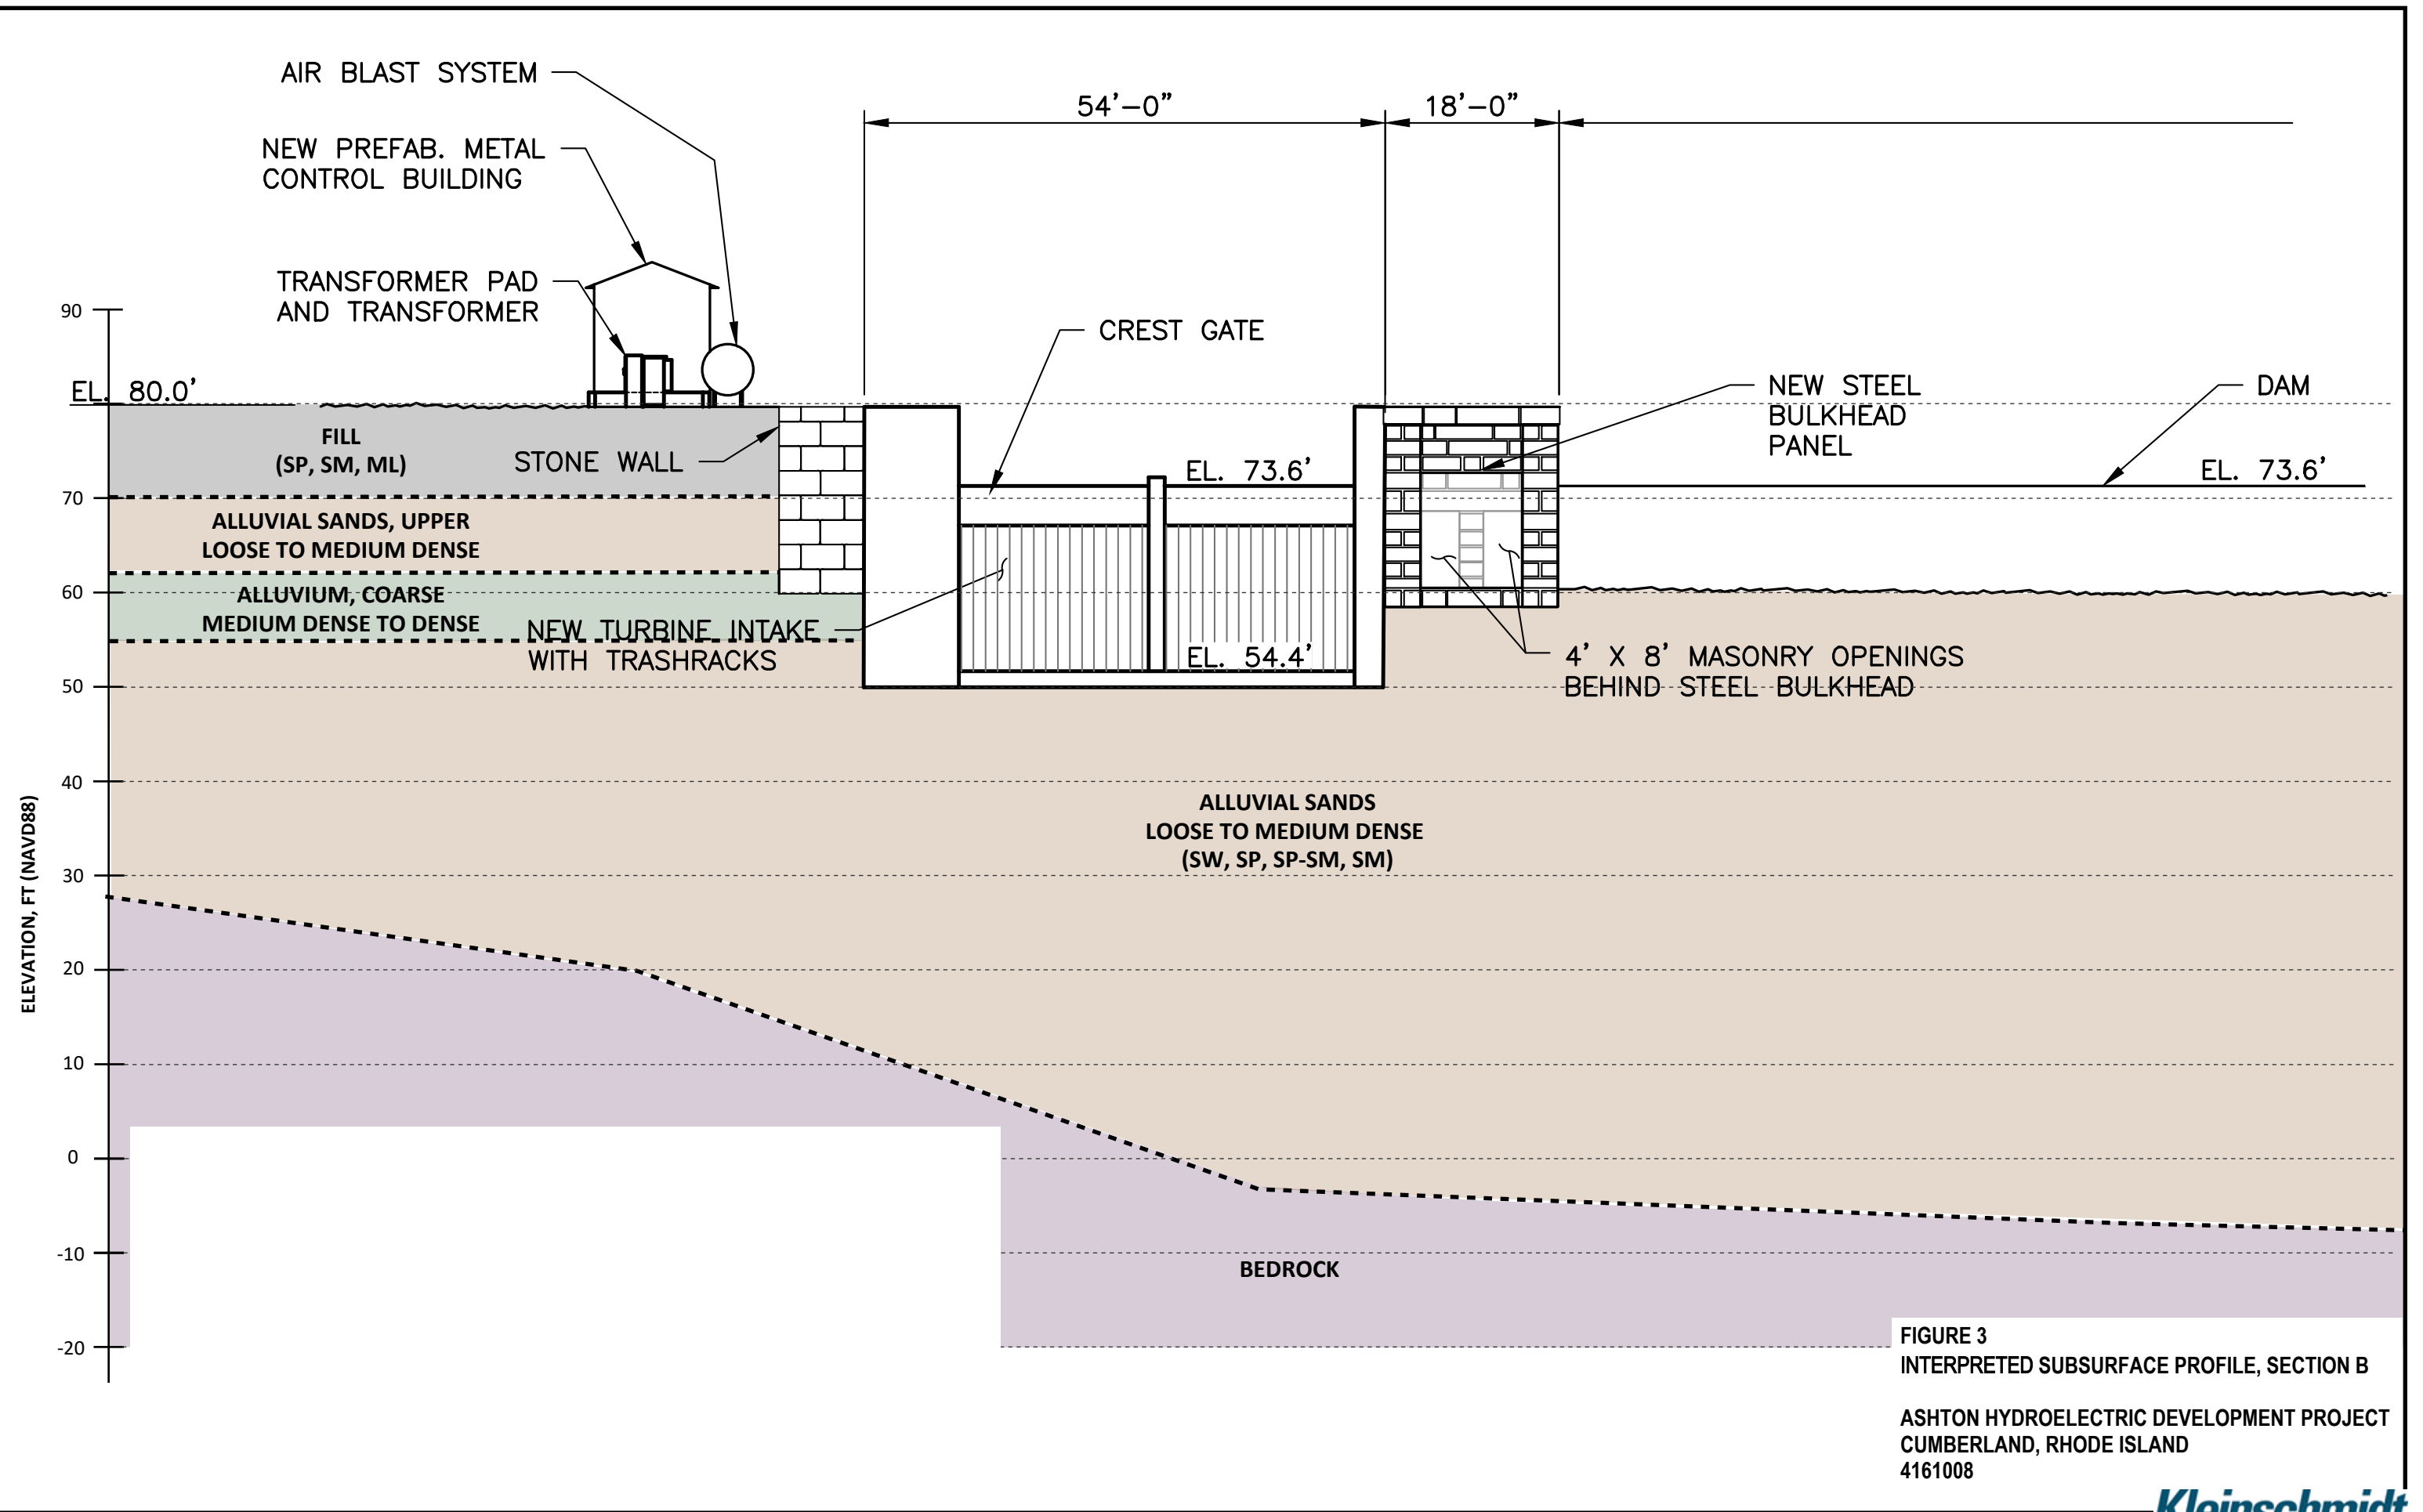 AIR BLAST SYSTEM
54'-0"
18'-0"
NEW PREFAB. METAL
CONTROL BUILDING
TRANSFORMER PAD
AND TRANSFORMER
90
CREST GATE
EL. 80.0'
NEW STEEL
BULKHEAD
PANEL
DAM
FILL
(SP, SM, ML)
STONE WALL
EL. 73.6'
EL. 73.6'
70
ALLUVIAL SANDS, UPPER
LOOSE TO MEDIUM DENSE
60
ALLUVIUM, COARSE
MEDIUM DENSE TO DENSE
NEW TURBINE INTAKE
WITH TRASHRACKS
EL. 54.4'
4' X 8' MASONRY OPENINGS
BEHIND STEEL BULKHEAD
50
40
ALLUVIAL SANDS
LOOSE TO MEDIUM DENSE
(SW, SP, SP-SM, SM)
30
ELEVATION, FT (NAVD88)
20
10
0
-10
BEDROCK
-20
FIGURE 3
INTERPRETED SUBSURFACE PROFILE, SECTION B
ASHTON HYDROELECTRIC DEVELOPMENT PROJECT
CUMBERLAND, RHODE ISLAND
4161008
Kleinschmidt